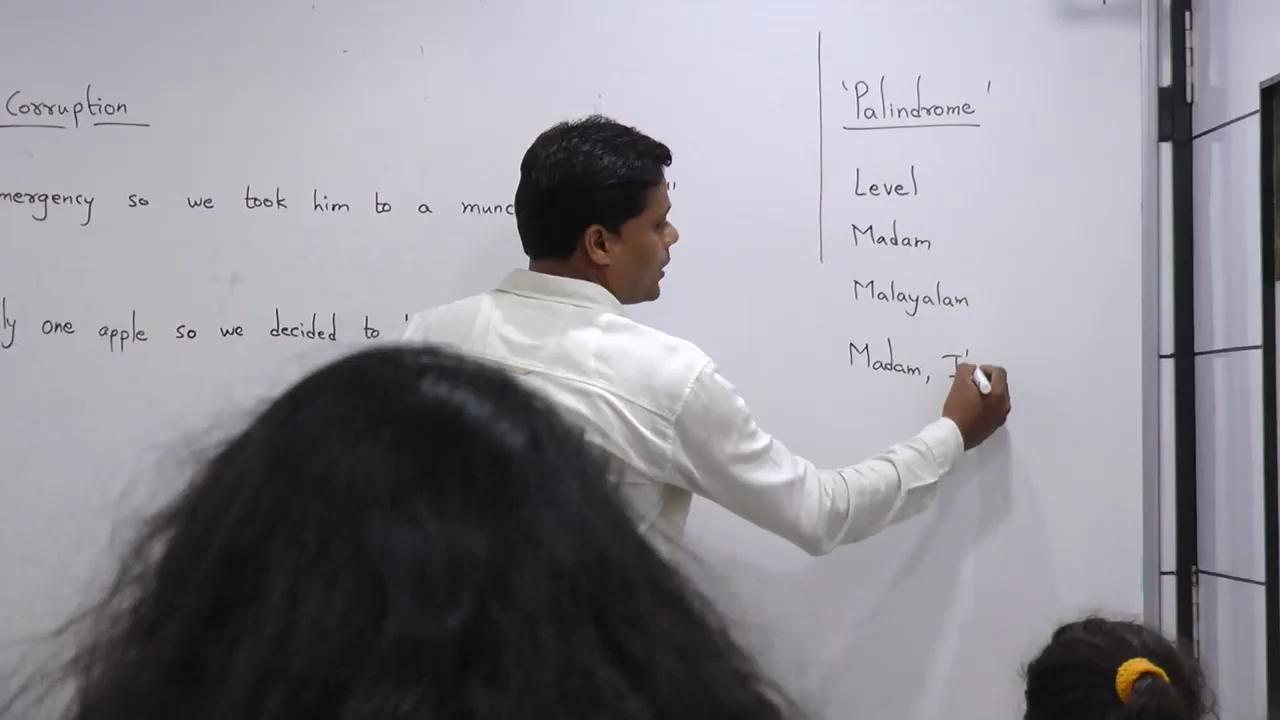 Corruption
mergency so we took him to a munc "
ly one apple so we decided to '
'Palindrome'
Level
Madam
Malayalam
Madam, I'